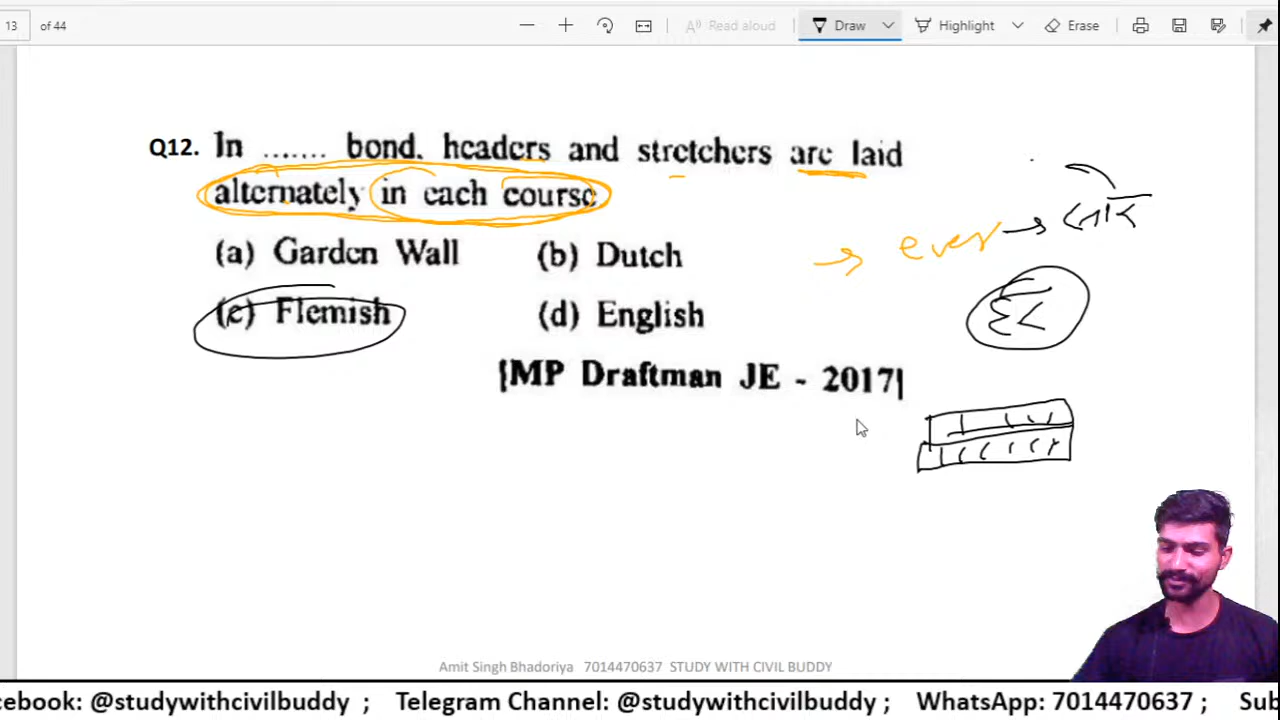 13 of 44
Read aloud
Draw
Highlight
Erase
Q12. In ....... bond. headers and stretchers are laid
alternately in each course
(a) Garden Wall (b) Dutch
(c) Flemish (d) English
[MP Draftman JE - 2017]
every
Amit Singh Bhadoriya 7014470637 STUDY WITH CIVIL BUDDY
cebook: @studywithcivilbuddy ; Telegram Channel: @studywithcivilbuddy ; WhatsApp: 7014470637 ; Sub